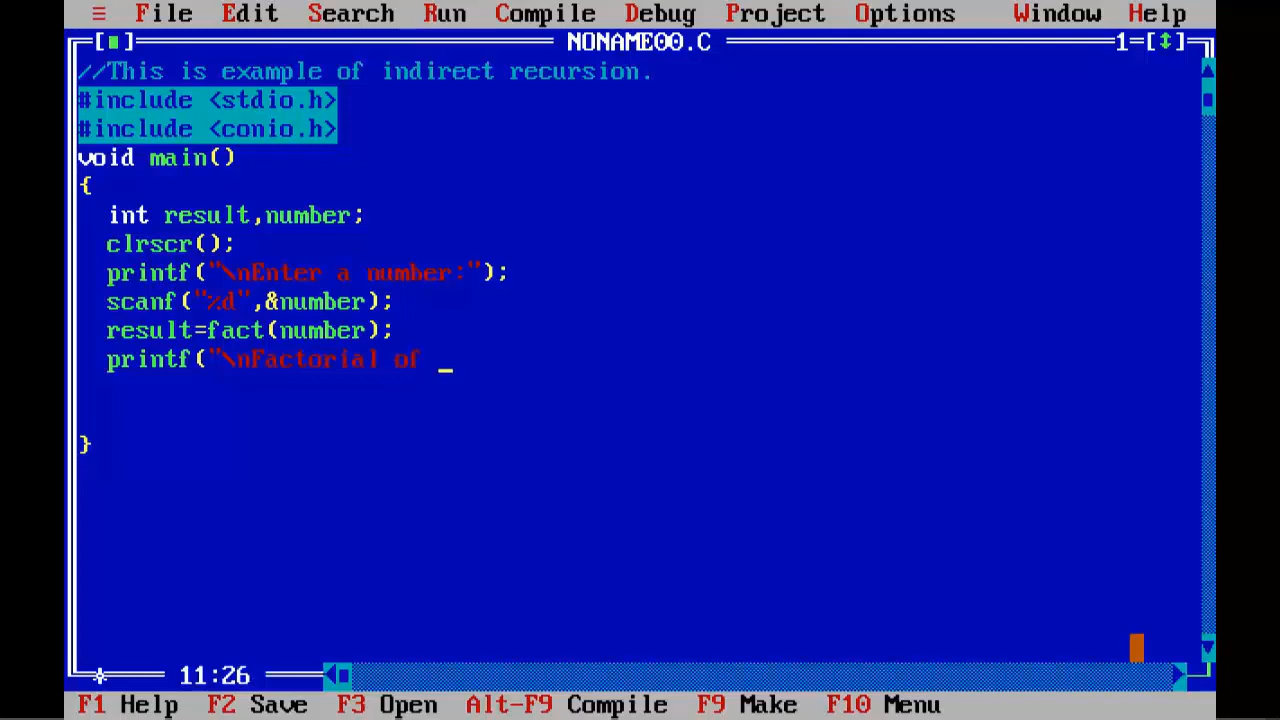 ≡ File Edit Search Run Compile Debug Project Options Window Help
[■] NONAME00.C 1=[↕]
//This is example of indirect recursion.
#include <stdio.h>
#include <conio.h>
void main()
{
int result,number;
clrscr();
printf("\nEnter a number:");
scanf("%d",&number);
result=fact(number);
printf("\nFactorial of _
}
11:26
F1 Help F2 Save F3 Open Alt-F9 Compile F9 Make F10 Menu